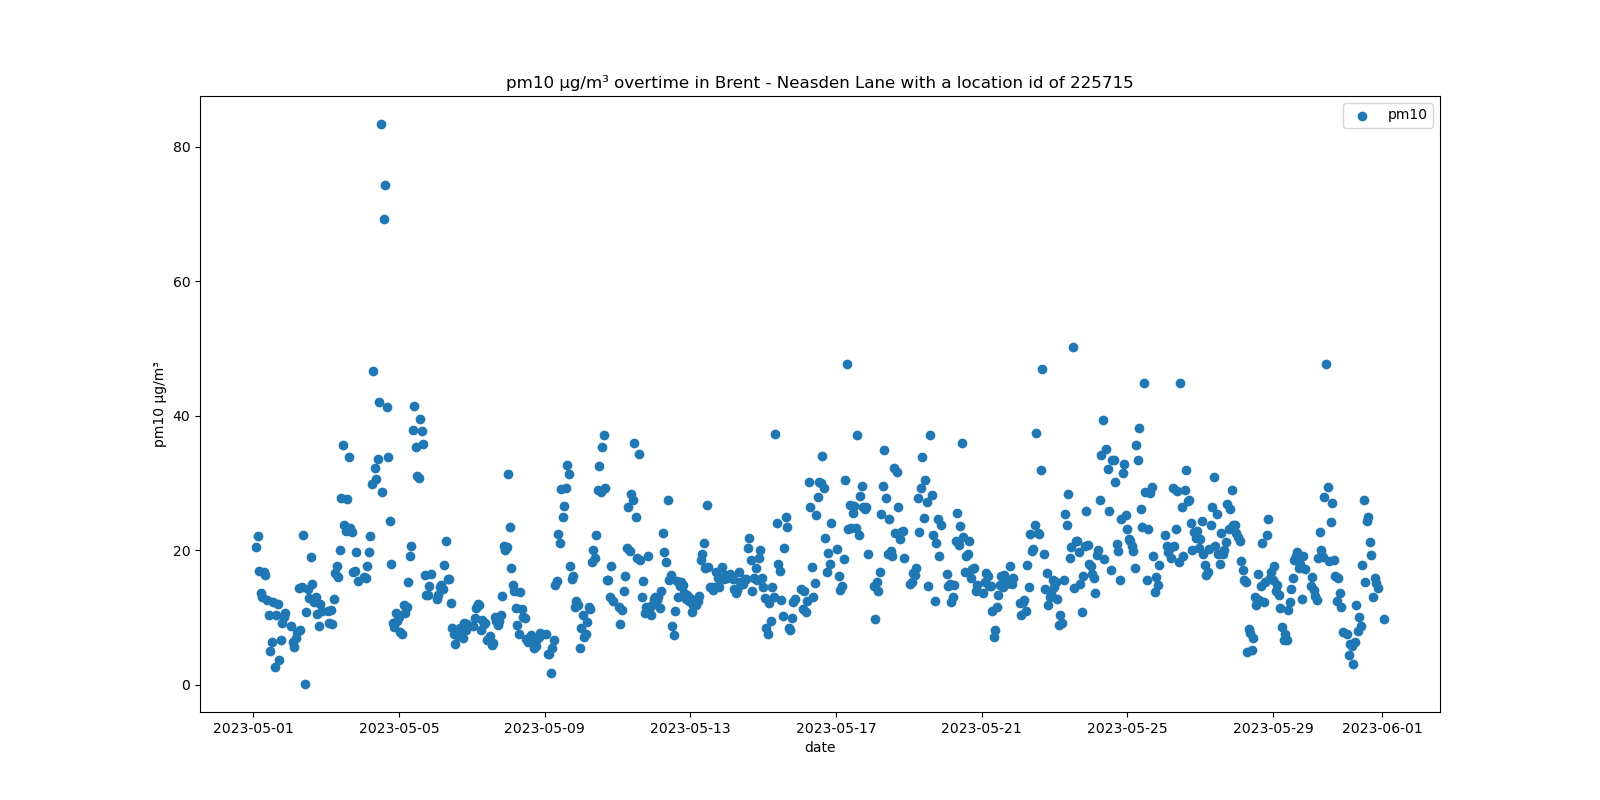 pm10 μg/m³ overtime in Brent - Neasden Lane with a location id of 225715
pm10
80
60
40
20
0
pm10 μg/m³
2023-05-01 2023-05-05 2023-05-09 2023-05-13 2023-05-17 2023-05-21 2023-05-25 2023-05-29 2023-06-01
date